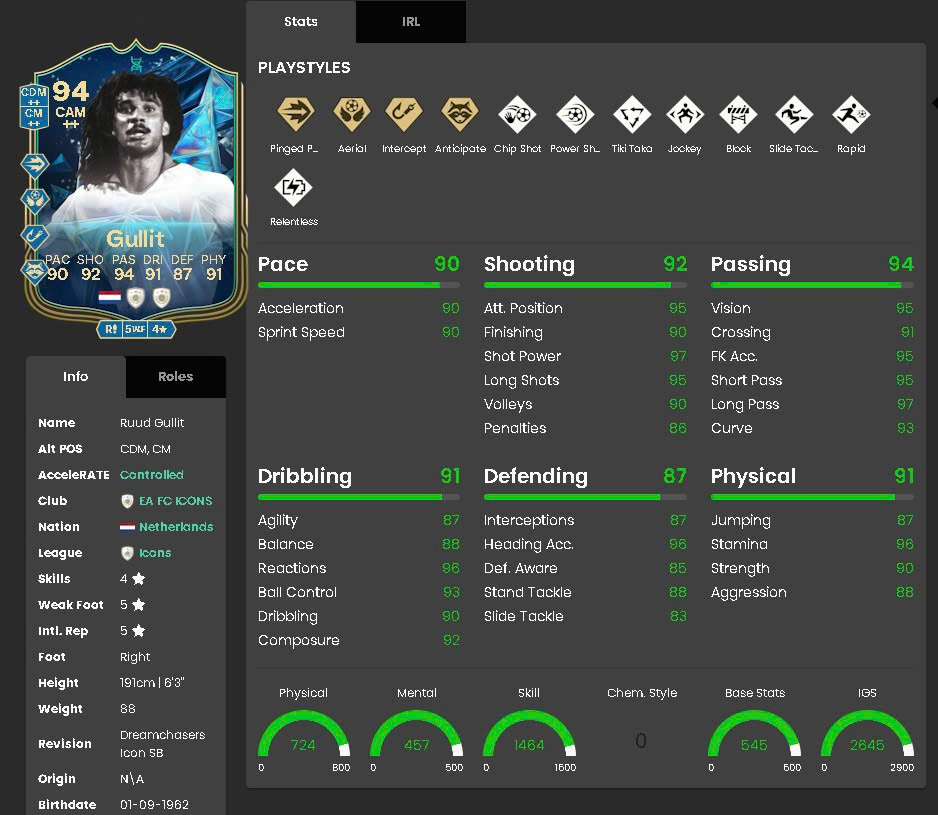 Stats IRL
PLAYSTYLES
Pinged P... Aerial Intercept Anticipate Chip Shot Power Sh... Tiki Taka Jockey Block Slide Tac... Rapid
Relentless
CDM
++
CM
++
94
CAM
++
Gullit
PAC SHO PAS DRI DEF PHY
90 92 94 91 87 91
R 5WF 4★
Info Roles
Name Ruud Gullit
Alt POS CDM, CM
AcceleRATE Controlled
Club EA FC ICONS
Nation Netherlands
League Icons
Skills 4 ★
Weak Foot 5 ★
Intl. Rep 5 ★
Foot Right
Height 191cm | 6'3"
Weight 88
Revision Dreamchasers
Icon SB
Origin N\A
Birthdate 01-09-1962
Pace 90
Acceleration 90
Sprint Speed 90
Shooting 92
Att. Position 95
Finishing 90
Shot Power 97
Long Shots 95
Volleys 90
Penalties 86
Passing 94
Vision 95
Crossing 91
FK Acc. 95
Short Pass 95
Long Pass 97
Curve 93
Dribbling 91
Agility 87
Balance 88
Reactions 96
Ball Control 93
Dribbling 90
Composure 92
Defending 87
Interceptions 87
Heading Acc. 96
Def. Aware 85
Stand Tackle 88
Slide Tackle 83
Physical 91
Jumping 87
Stamina 96
Strength 90
Aggression 88
Physical Mental Skill Chem. Style Base Stats IGS
724 457 1464 0 545 2645
0 800 0 500 0 1600 0 600 0 2900